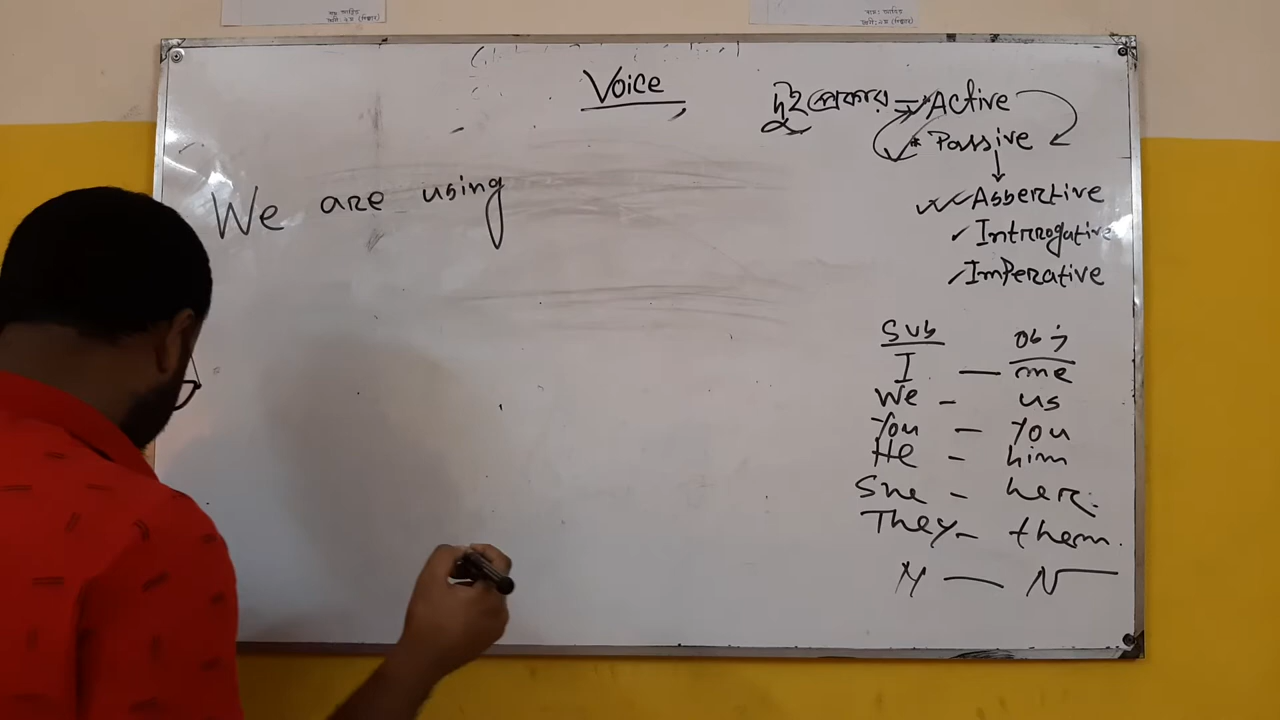 Voice
দুই প্রকার = * Active
* Passive
Assertive
Intrrogative
Imperative
We are using
Sub obj
I — me
We - us
You - you
He - him
She - her.
They - them.
N — N